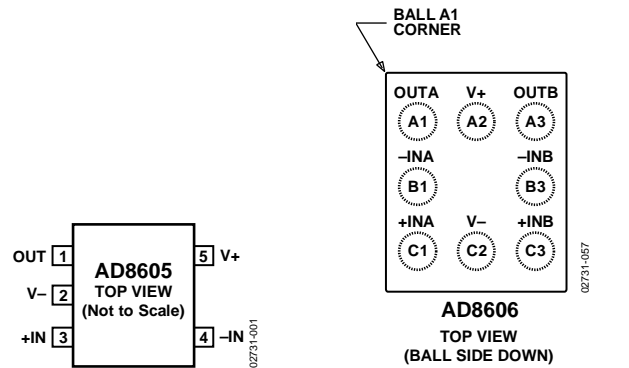 BALL A1
CORNER
OUTA V+ OUTB
A1 A2 A3
–INA –INB
B1 B3
+INA V– +INB
C1 C2 C3
02731-057
AD8606
TOP VIEW
(BALL SIDE DOWN)
OUT 1 5 V+
AD8605
TOP VIEW
(Not to Scale)
V– 2
+IN 3 4 –IN
02731-001